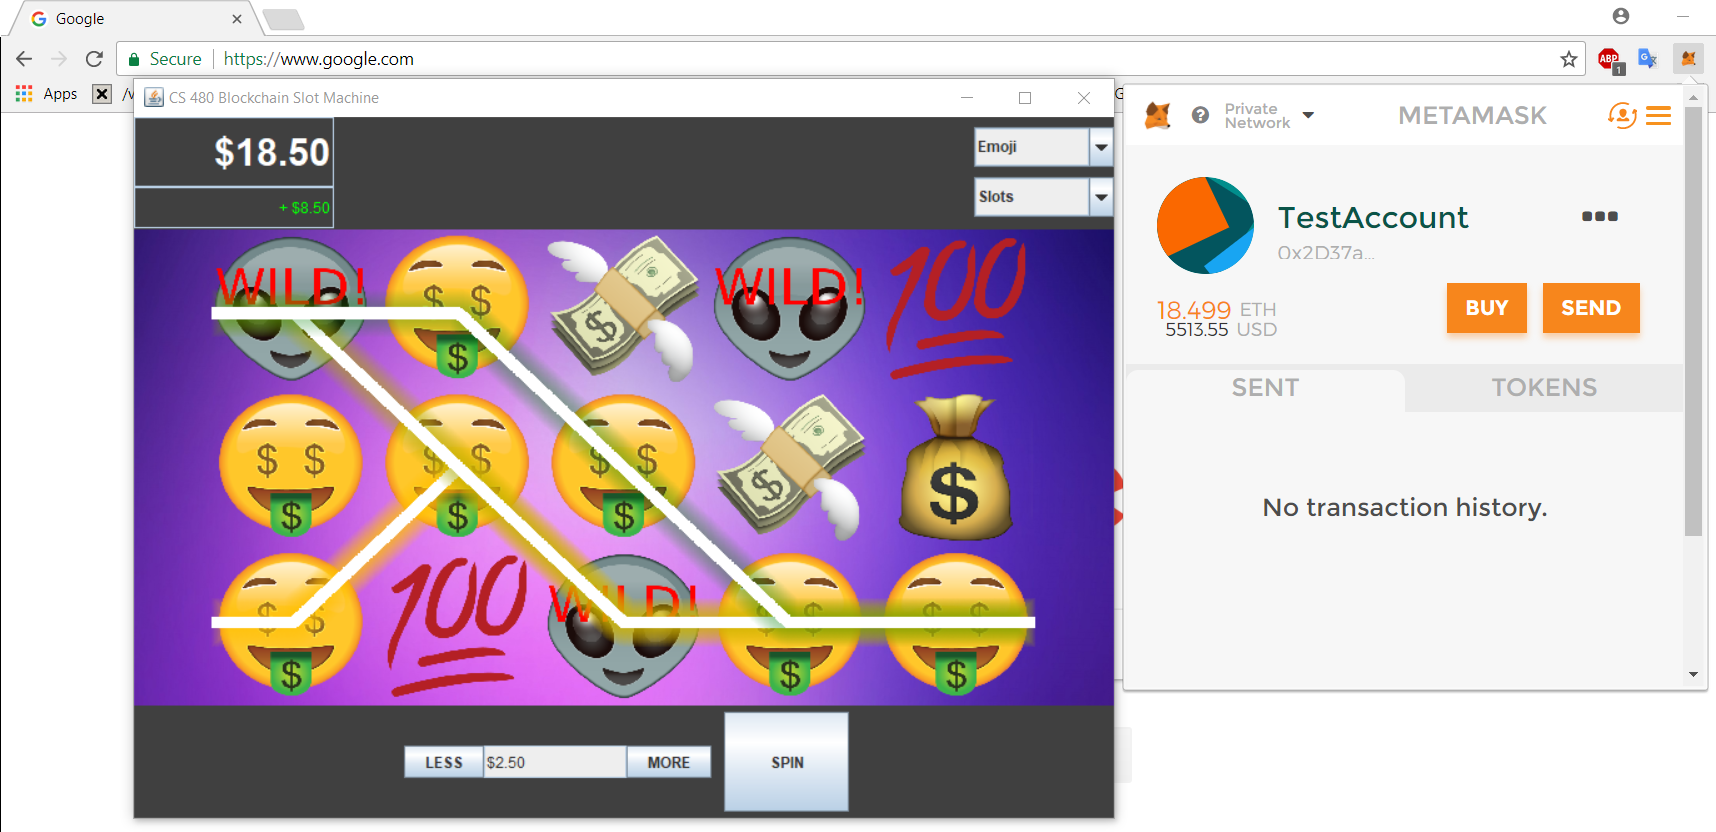 Google
Secure
https://www.google.com
ABP
1
Apps
CS 480 Blockchain Slot Machine
$18.50
+ $8.50
Emoji
Slots
WILD!
WILD!
100
WILD!
100
LESS
$2.50
MORE
SPIN
Private
Network
METAMASK
TestAccount
0x2D37a...
18.499 ETH
5513.55 USD
BUY
SEND
SENT
TOKENS
No transaction history.